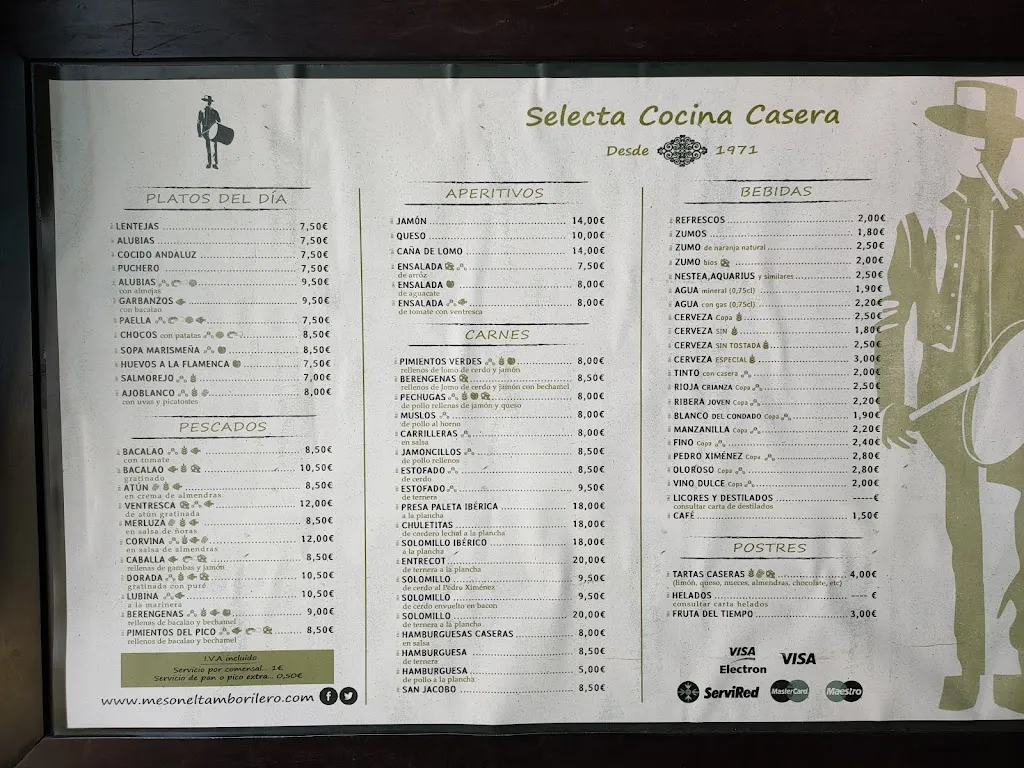 Selecta Cocina Casera
Desde 1971
PLATOS DEL DÍA
LENTEJAS 7,50€
ALUBIAS 7,50€
COCIDO ANDALUZ 7,50€
PUCHERO 7,50€
ALUBIAS 9,50€
con almejas
GARBANZOS 9,50€
con bacalao
PAELLA 7,50€
CHOCOS con patatas 8,50€
SOPA MARISMEÑA 8,50€
HUEVOS A LA FLAMENCA 7,50€
SALMOREJO 7,00€
AJOBLANCO 8,00€
con uvas y picatostes
PESCADOS
BACALAO 8,50€
con tomate
BACALAO 10,50€
gratinado
ATÚN 8,50€
en crema de almendras
VENTRESCA 12,00€
de atún gratinada
MERLUZA 8,50€
en salsa de ñoras
CORVINA 12,00€
en salsa de almendras
CABALLA 8,50€
rellenas de gambas y jamón
DORADA 10,50€
gratinada con puré
LUBINA 10,50€
a la marinera
BERENGENAS 9,00€
rellenas de bacalao y bechamel
PIMIENTOS DEL PICO 8,50€
rellenos de bacalao y bechamel
I.V.A incluido
Servicio por comensal... 1€
Servicio de pan o pico extra... 0,50€
www.mesoneltamborilero.com
APERITIVOS
JAMÓN 14,00€
QUESO 10,00€
CAÑA DE LOMO 14,00€
ENSALADA 7,50€
de arróz
ENSALADA 8,00€
de aguacate
ENSALADA 8,00€
de tomate con ventresca
CARNES
PIMIENTOS VERDES 8,00€
rellenos de lomo de cerdo y jamón
BERENGENAS 8,50€
rellenas de lomo de cerdo y jamón con bechamel
PECHUGAS 8,00€
de pollo rellenas de jamón y queso
MUSLOS 8,00€
de pollo al horno
CARRILLERAS 8,00€
en salsa
JAMONCILLOS 8,50€
de pollo rellenos
ESTOFADO 8,50€
de cerdo
ESTOFADO 9,50€
de ternera
PRESA PALETA IBÉRICA 18,00€
a la plancha
CHULETITAS 18,00€
de cordero lechal a la plancha
SOLOMILLO IBÉRICO 18,00€
a la plancha
ENTRECOT 20,00€
de ternera a la plancha
SOLOMILLO 9,50€
de cerdo al Pedro Ximénez
SOLOMILLO 9,50€
de cerdo envuelto en bacon
SOLOMILLO 20,00€
de ternera a la plancha
HAMBURGUESAS CASERAS 8,00€
en salsa
HAMBURGUESA 8,50€
de ternera
HAMBURGUESA 5,00€
de pollo a la plancha
SAN JACOBO 8,50€
BEBIDAS
REFRESCOS 2,00€
ZUMOS 1,80€
ZUMO de naranja natural 2,50€
ZUMO bios 2,00€
NESTEA,AQUARIUS y similares 2,50€
AGUA mineral (0,75cl) 1,90€
AGUA con gas (0,75cl) 2,20€
CERVEZA Copa 2,50€
CERVEZA SIN 1,80€
CERVEZA SIN TOSTADA 2,50€
CERVEZA ESPECIAL 3,00€
TINTO con casera 2,00€
RIOJA CRIANZA Copa 2,50€
RIBERA JOVEN Copa 2,20€
BLANCO DEL CONDADO Copa 1,90€
MANZANILLA Copa 2,20€
FINO Copa 2,40€
PEDRO XIMÉNEZ Copa 2,80€
OLOROSO Copa 2,80€
VINO DULCE Copa 2,00€
LICORES Y DESTILADOS -----€
consultar carta de destilados
CAFÉ 1,50€
POSTRES
TARTAS CASERAS 4,00€
(limón, queso, nueces, almendras, chocolate, etc)
HELADOS ---- €
consultar carta helados
FRUTA DEL TIEMPO 3,00€
VISA Electron
VISA
ServiRed
MasterCard
Maestro